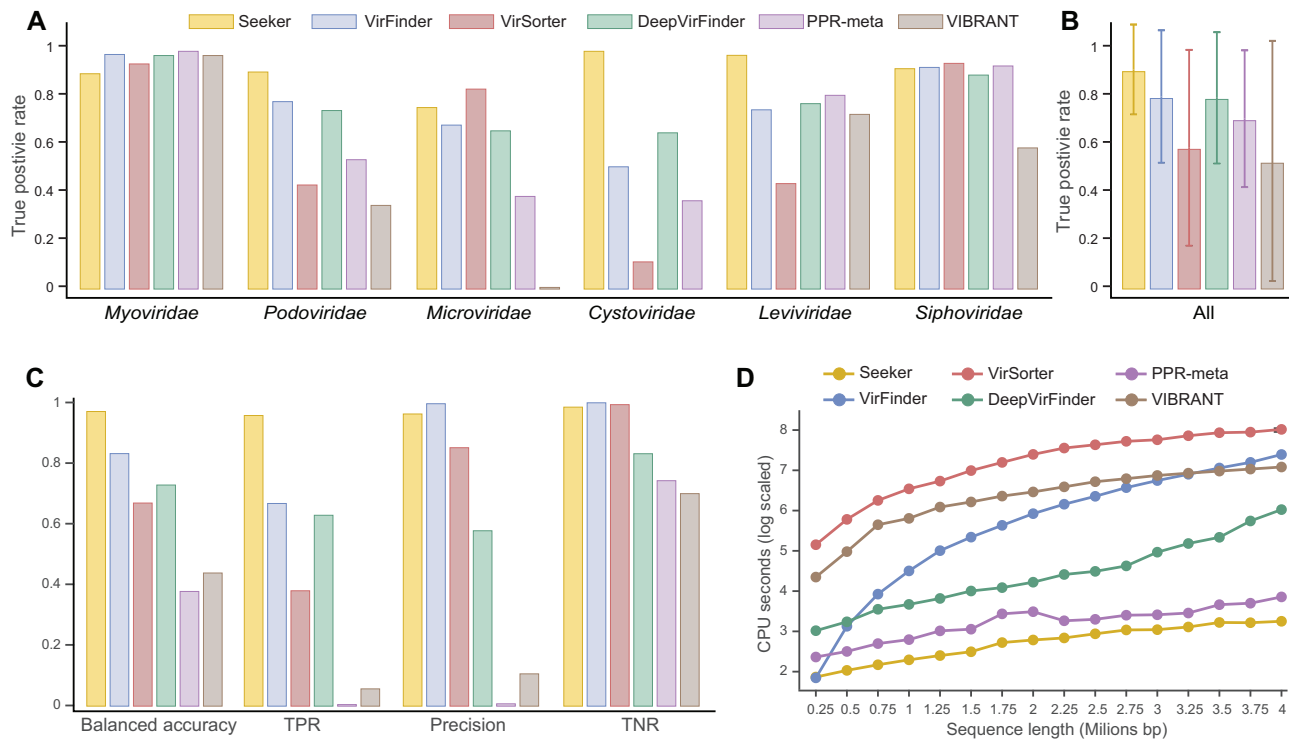 A
Seeker VirFinder VirSorter DeepVirFinder PPR-meta VIBRANT
True postivie rate
1
0.8
0.6
0.4
0.2
0
Myoviridae Podoviridae Microviridae Cystoviridae Leviviridae Siphoviridae
B
True postivie rate
1
0.8
0.6
0.4
0.2
0
All
C
1
0.8
0.6
0.4
0.2
0
Balanced accuracy TPR Precision TNR
D
Seeker VirSorter PPR-meta
VirFinder DeepVirFinder VIBRANT
CPU seconds (log scaled)
8
7
6
5
4
3
2
0.25 0.5 0.75 1 1.25 1.5 1.75 2 2.25 2.5 2.75 3 3.25 3.5 3.75 4
Sequence length (Milions bp)